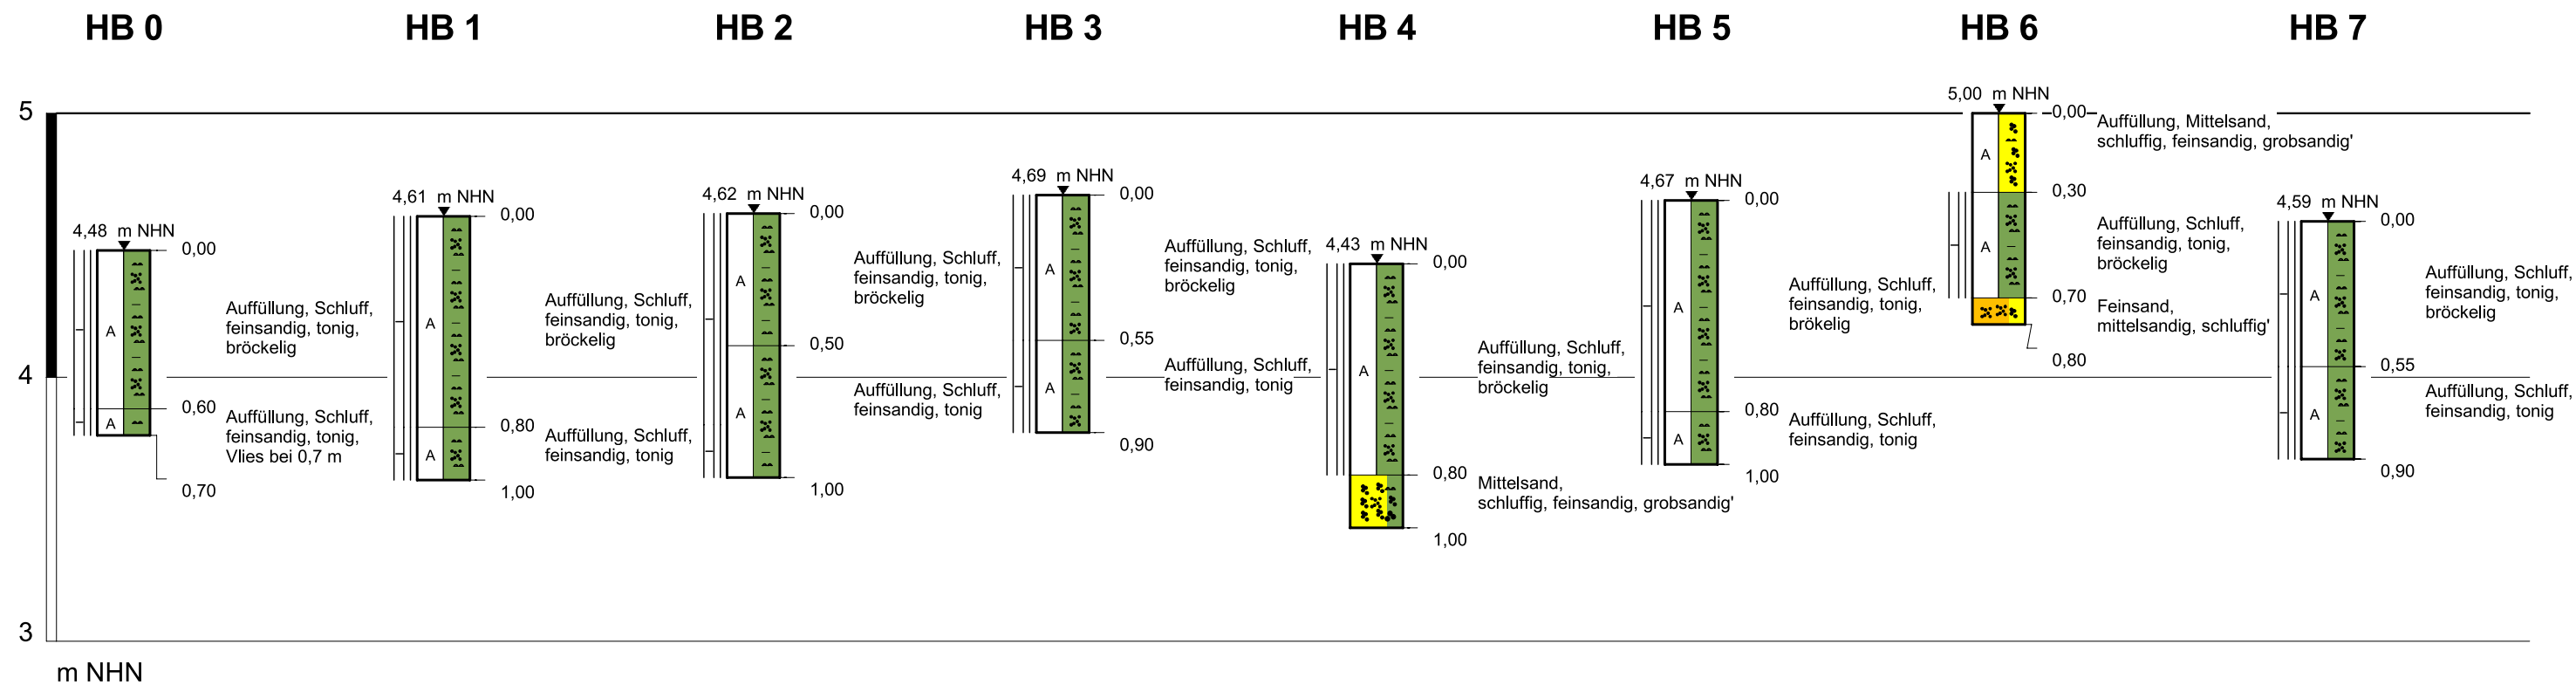 HB 0
HB 1
HB 2
HB 3
HB 4
HB 5
HB 6
HB 7
5
4
3
m NHN
4,48 m NHN
0,00
A
Auffüllung, Schluff,
feinsandig, tonig,
bröckelig
0,60
A
Auffüllung, Schluff,
feinsandig, tonig,
Vlies bei 0,7 m
0,70
4,61 m NHN
0,00
A
Auffüllung, Schluff,
feinsandig, tonig,
bröckelig
0,80
A
Auffüllung, Schluff,
feinsandig, tonig
1,00
4,62 m NHN
0,00
A
Auffüllung, Schluff,
feinsandig, tonig,
bröckelig
0,50
A
Auffüllung, Schluff,
feinsandig, tonig
1,00
4,69 m NHN
0,00
A
Auffüllung, Schluff,
feinsandig, tonig,
bröckelig
0,55
A
Auffüllung, Schluff,
feinsandig, tonig
0,90
4,43 m NHN
0,00
A
Auffüllung, Schluff,
feinsandig, tonig,
bröckelig
0,80
Mittelsand,
schluffig, feinsandig, grobsandig'
1,00
4,67 m NHN
0,00
A
Auffüllung, Schluff,
feinsandig, tonig,
brökelig
0,80
A
Auffüllung, Schluff,
feinsandig, tonig
1,00
5,00 m NHN
0,00
A
Auffüllung, Mittelsand,
schluffig, feinsandig, grobsandig'
0,30
A
Auffüllung, Schluff,
feinsandig, tonig,
bröckelig
0,70
Feinsand,
mittelsandig, schluffig'
0,80
4,59 m NHN
0,00
A
Auffüllung, Schluff,
feinsandig, tonig,
bröckelig
0,55
A
Auffüllung, Schluff,
feinsandig, tonig
0,90